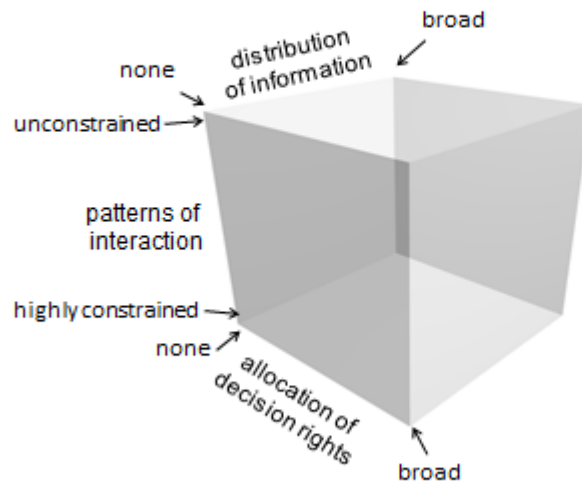 broad
distribution
of information
none
unconstrained
patterns of
interaction
highly constrained
none
allocation of
decision rights
broad